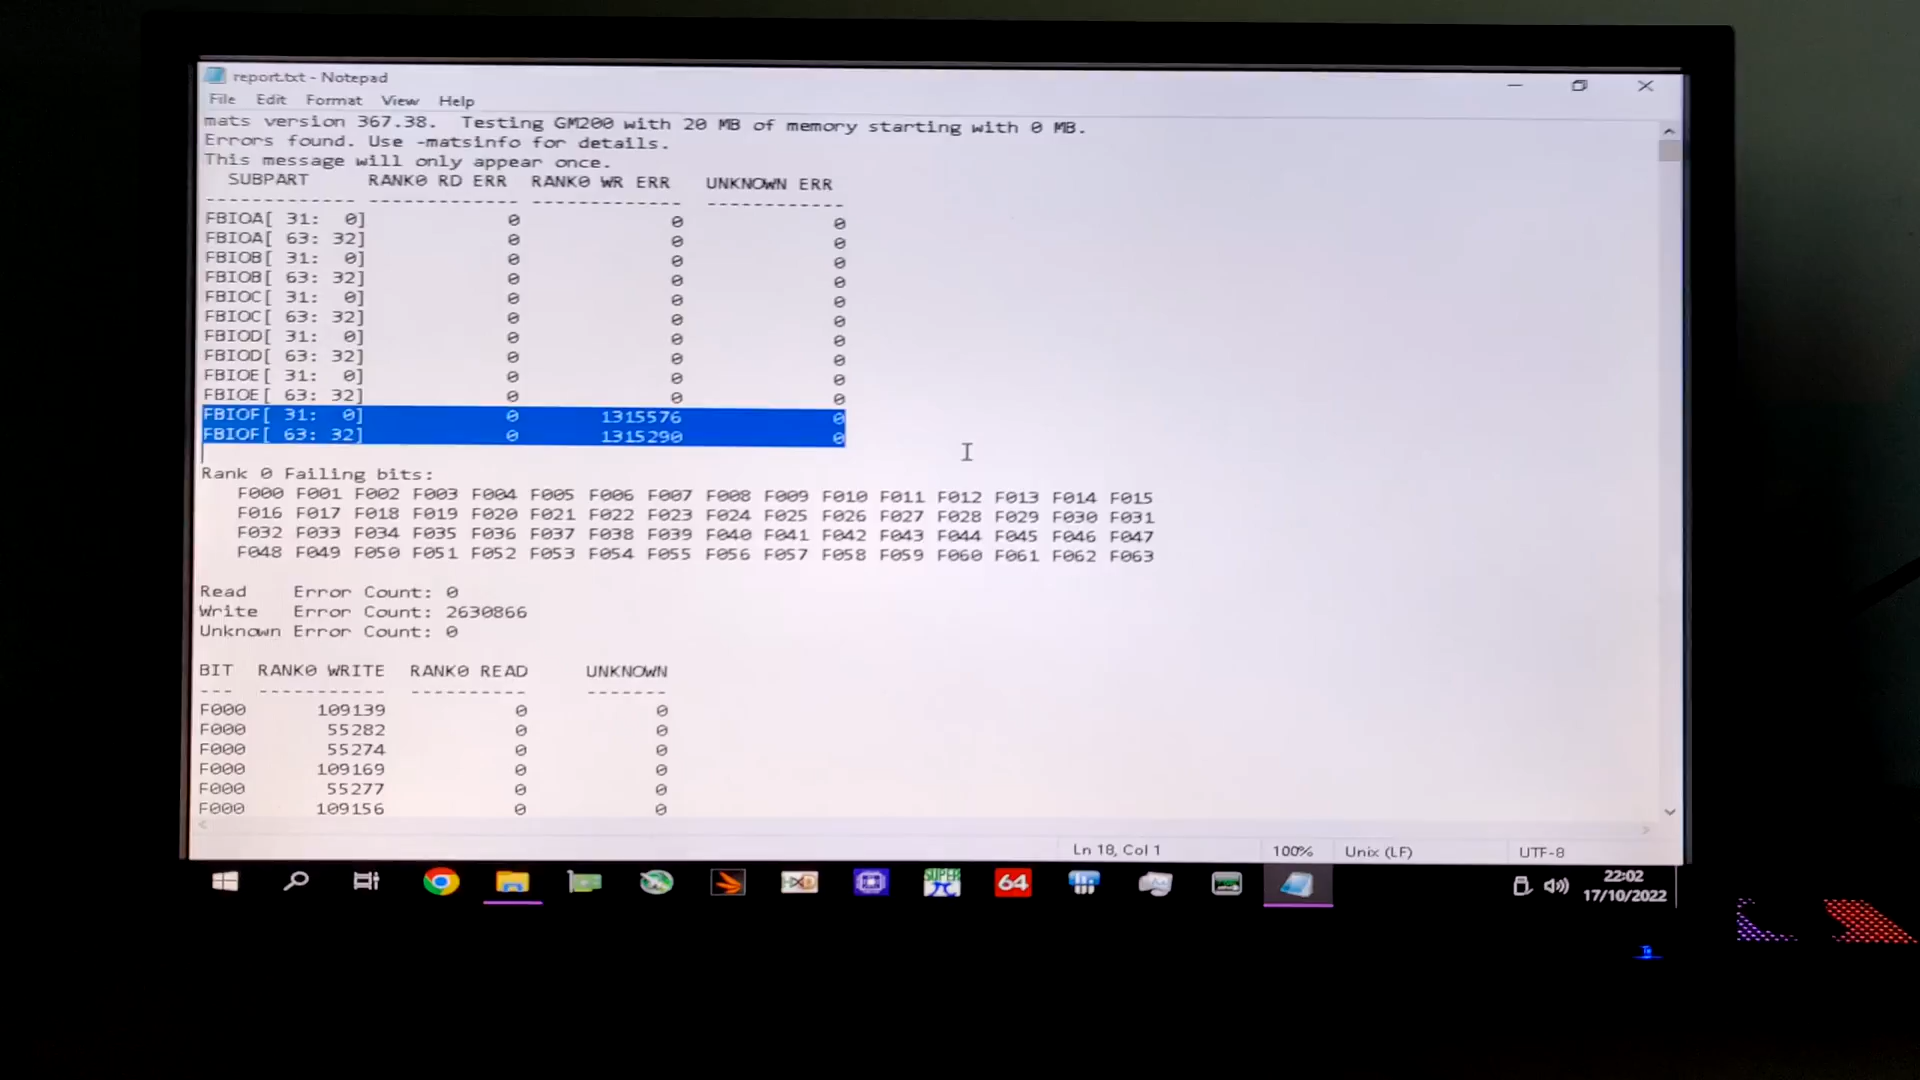 report.txt - Notepad
File Edit Format View Help
mats version 367.38. Testing GM200 with 20 MB of memory starting with 0 MB.
Errors found. Use -matsinfo for details.
This message will only appear once.
SUBPART RANK0 RD ERR RANK0 WR ERR UNKNOWN ERR
------------- ------------- ------------- ------------
FBIOA[ 31: 0] 0 0 0
FBIOA[ 63: 32] 0 0 0
FBIOB[ 31: 0] 0 0 0
FBIOB[ 63: 32] 0 0 0
FBIOC[ 31: 0] 0 0 0
FBIOC[ 63: 32] 0 0 0
FBIOD[ 31: 0] 0 0 0
FBIOD[ 63: 32] 0 0 0
FBIOE[ 31: 0] 0 0 0
FBIOE[ 63: 32] 0 0 0
FBIOF[ 31: 0] 0 1315576 0
FBIOF[ 63: 32] 0 1315290 0
Rank 0 Failing bits:
F000 F001 F002 F003 F004 F005 F006 F007 F008 F009 F010 F011 F012 F013 F014 F015
F016 F017 F018 F019 F020 F021 F022 F023 F024 F025 F026 F027 F028 F029 F030 F031
F032 F033 F034 F035 F036 F037 F038 F039 F040 F041 F042 F043 F044 F045 F046 F047
F048 F049 F050 F051 F052 F053 F054 F055 F056 F057 F058 F059 F060 F061 F062 F063
Read Error Count: 0
Write Error Count: 2630866
Unknown Error Count: 0
BIT RANK0 WRITE RANK0 READ UNKNOWN
--- ----------- ---------- -------
F000 109139 0 0
F000 55282 0 0
F000 55274 0 0
F000 109169 0 0
F000 55277 0 0
F000 109156 0 0
Ln 18, Col 1 100% Unix (LF) UTF-8
SUPER
π
64
22:02
17/10/2022